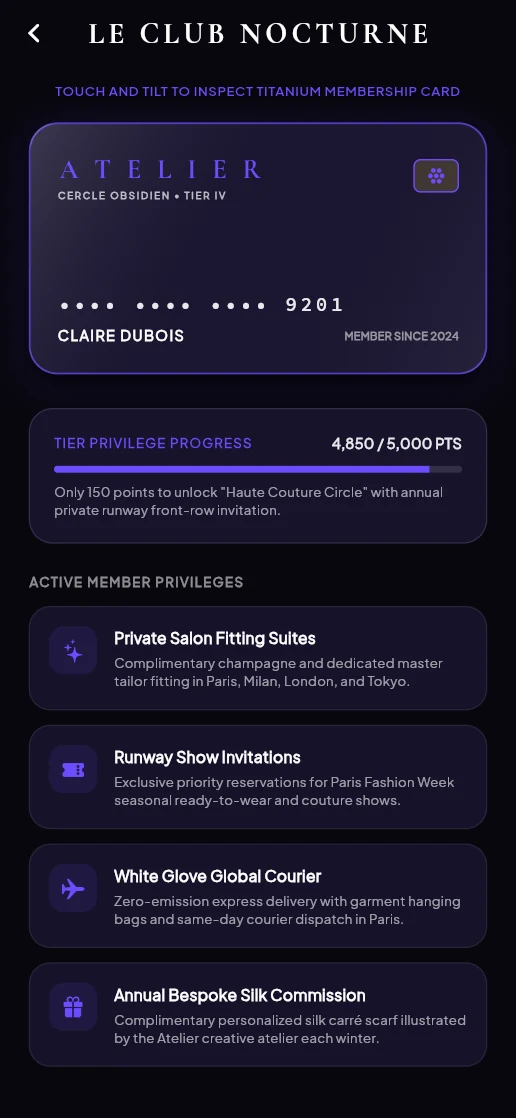 LE CLUB NOCTURNE
TOUCH AND TILT TO INSPECT TITANIUM MEMBERSHIP CARD
ATELIER
CERCLE OBSIDIEN • TIER IV
•••• •••• •••• 9201
CLAIRE DUBOIS
MEMBER SINCE 2024
TIER PRIVILEGE PROGRESS
4,850 / 5,000 PTS
Only 150 points to unlock "Haute Couture Circle" with annual
private runway front-row invitation.
ACTIVE MEMBER PRIVILEGES
Private Salon Fitting Suites
Complimentary champagne and dedicated master
tailor fitting in Paris, Milan, London, and Tokyo.
Runway Show Invitations
Exclusive priority reservations for Paris Fashion Week
seasonal ready-to-wear and couture shows.
White Glove Global Courier
Zero-emission express delivery with garment hanging
bags and same-day courier dispatch in Paris.
Annual Bespoke Silk Commission
Complimentary personalized silk carré scarf illustrated
by the Atelier creative atelier each winter.